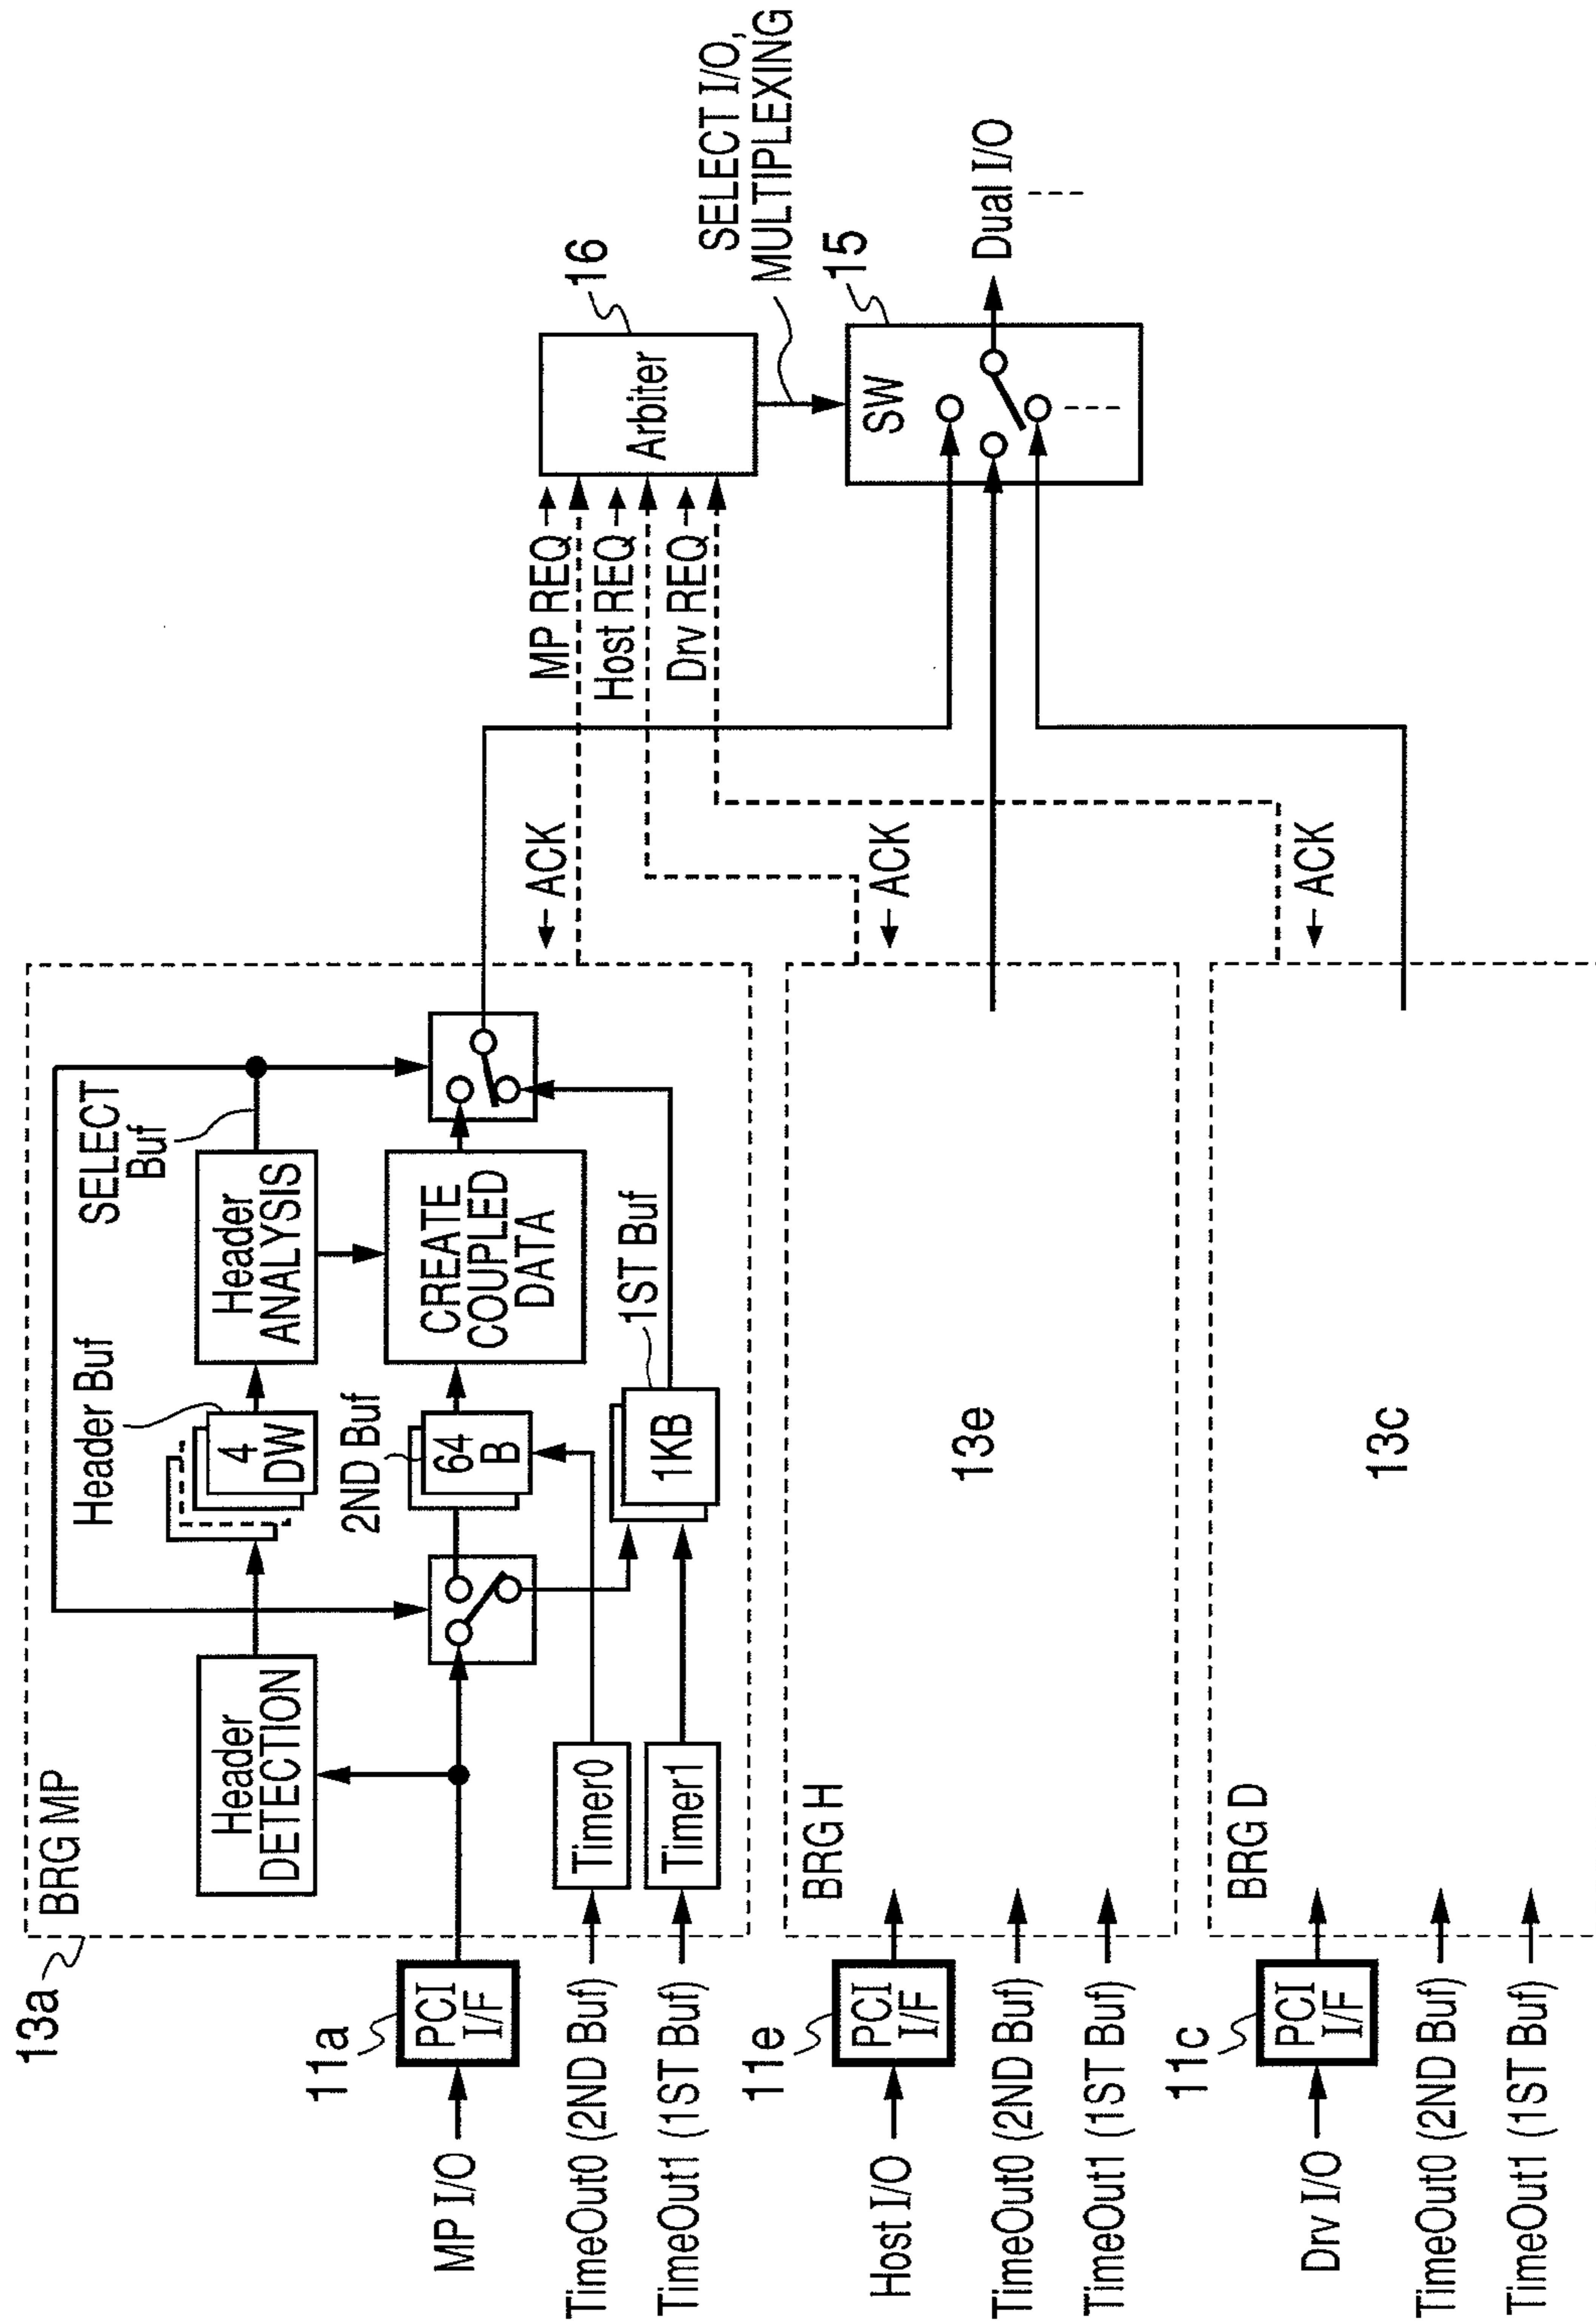 13a
BRG MP
Header
DETECTION
Header Buf
4
DW
Header
ANALYSIS
SELECT
Buf
2ND Buf
64
B
CREATE
COUPLED
DATA
1ST Buf
1KB
11a
PCI
I/F
MP I/O
TimeOut0 (2ND Buf)
Timer0
TimeOut1 (1ST Buf)
Timer1
← ACK
MP REQ →
Host REQ →
Drv REQ →
Arbiter
16
SELECT I/O,
MULTIPLEXING
15
SW
Dual I/O
11e
PCI
I/F
Host I/O
BRG H
13e
← ACK
TimeOut0 (2ND Buf)
TimeOut1 (1ST Buf)
11c
PCI
I/F
Drv I/O
BRG D
13c
← ACK
TimeOut0 (2ND Buf)
TimeOut1 (1ST Buf)